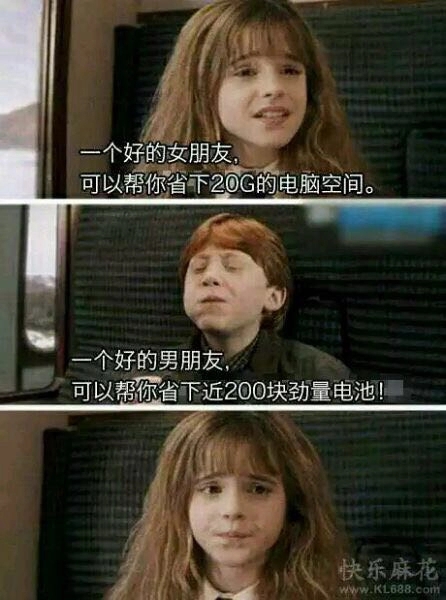 一个好的女朋友，
可以帮你省下20G的电脑空间。
一个好的男朋友，
可以帮你省下近200块劲量电池！
快乐麻花
www.KL688.com